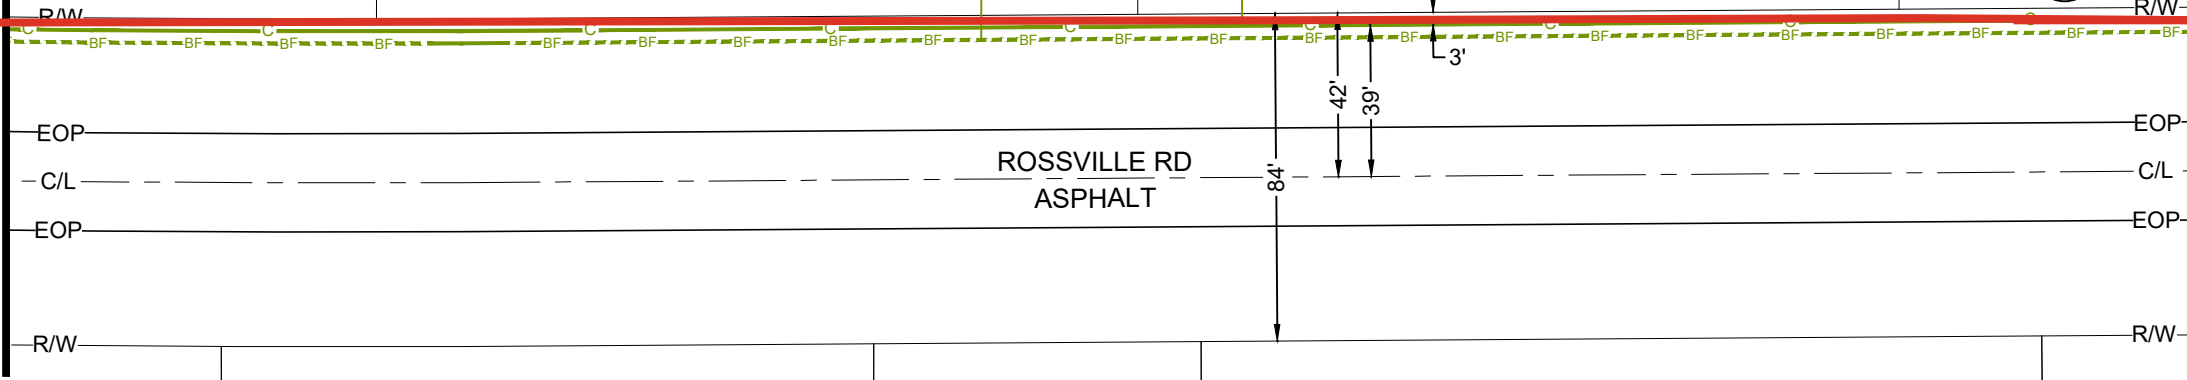 R/W R/W
C C C C C C C C C
BF BF BF BF BF BF BF BF BF BF BF BF BF BF BF BF BF BF BF BF BF BF
3'
42' 39'
EOP EOP
ROSSVILLE RD
C/L 84' C/L
ASPHALT
EOP EOP
R/W R/W